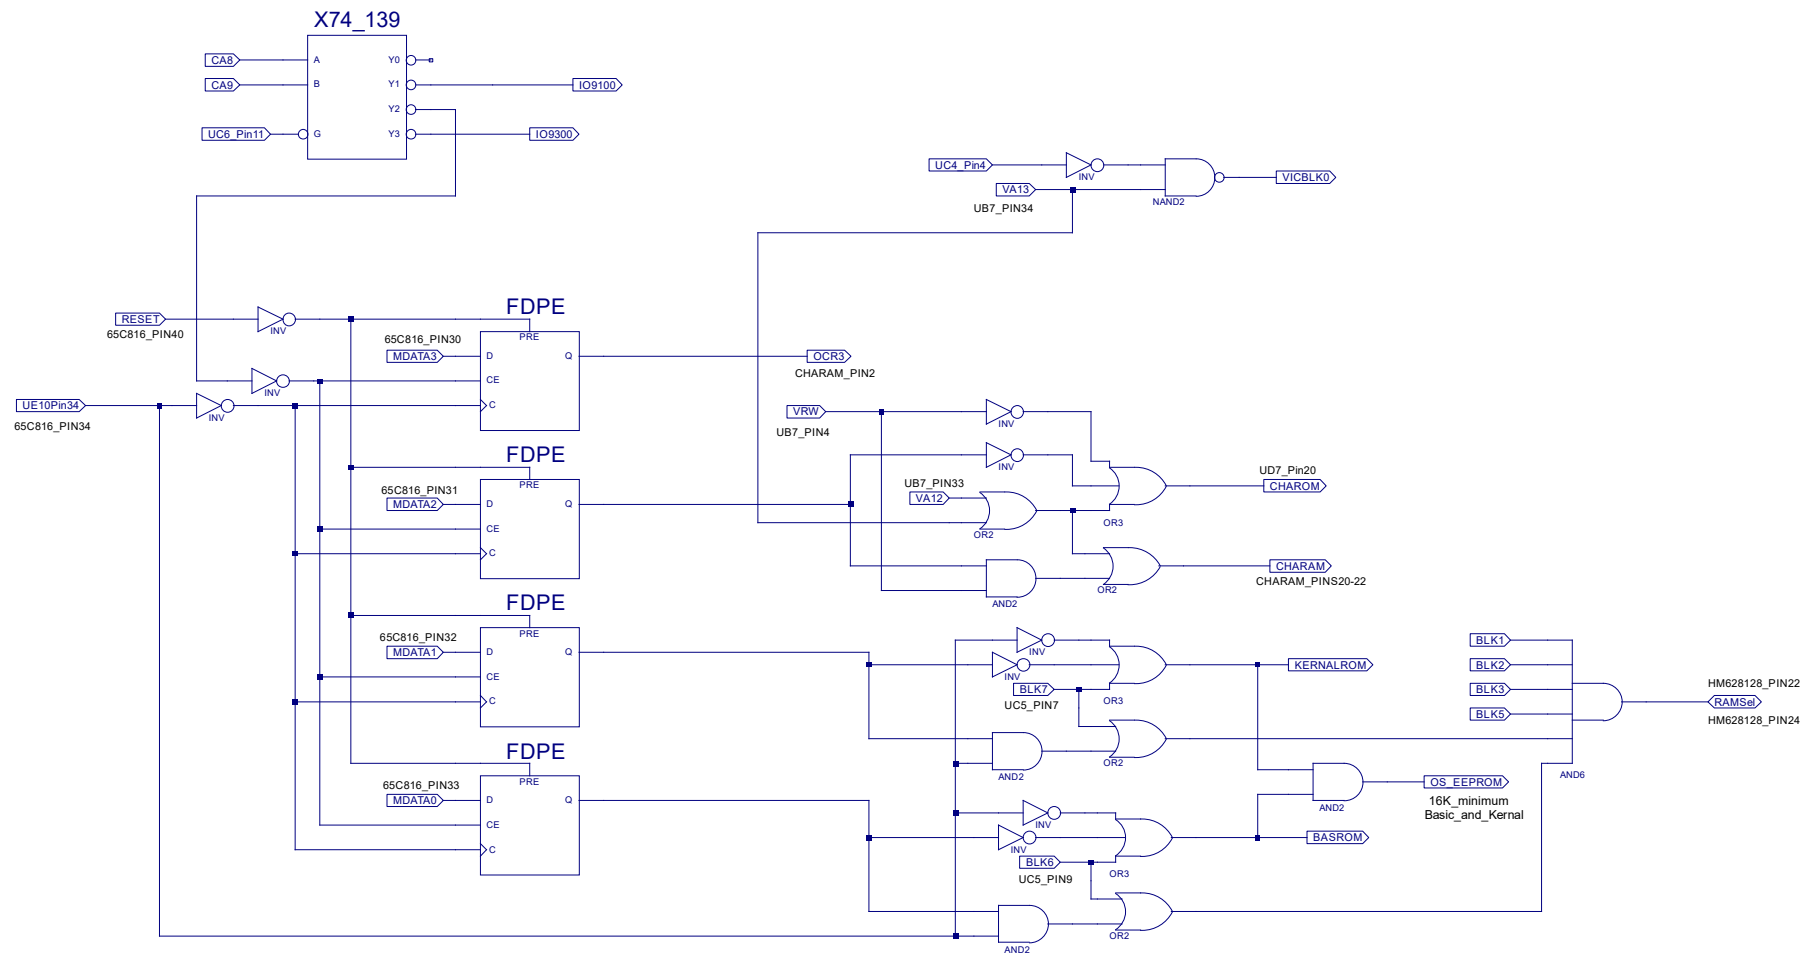 X74_139
CA8
A
Y0
CA9
B
Y1
IO9100
Y2
UC6_Pin11
G
Y3
IO9300
UC4_Pin4
INV
VICBLK0
VA13
UB7_PIN34
NAND2
FDPE
RESET
65C816_PIN40
INV
PRE
65C816_PIN30
MDATA3
D
Q
OCR3
CHARAM_PIN2
CE
INV
UE10Pin34
65C816_PIN34
INV
C
VRW
UB7_PIN4
INV
FDPE
PRE
65C816_PIN31
MDATA2
D
Q
CE
C
INV
UB7_PIN33
VA12
OR2
OR3
UD7_Pin20
CHAROM
CHARAM
CHARAM_PINS20-22
AND2
OR2
FDPE
PRE
65C816_PIN32
MDATA1
D
Q
CE
C
INV
INV
BLK7
UC5_PIN7
OR3
KERNALROM
BLK1
BLK2
BLK3
BLK5
HM628128_PIN22
RAMSel
HM628128_PIN24
AND6
AND2
OR2
FDPE
PRE
65C816_PIN33
MDATA0
D
Q
CE
C
AND2
OS_EEPROM
16K_minimum
Basic_and_Kernal
INV
INV
BASROM
BLK6
UC5_PIN9
OR3
AND2
OR2